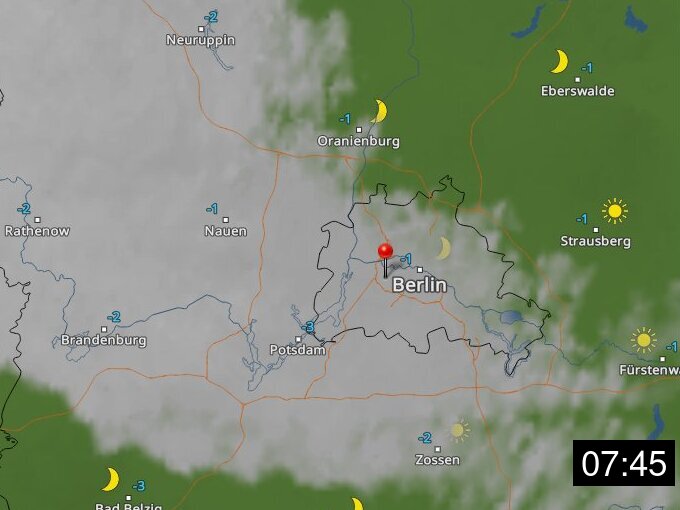 -2
Neuruppin
-1
Eberswalde
-1
Oranienburg
-2
Rathenow
-1
Nauen
-1
Strausberg
-1
Berlin
-2
Brandenburg
-3
Potsdam
-1
Fürstenwa
-2
Zossen
07:45
-3
Bad Belzig